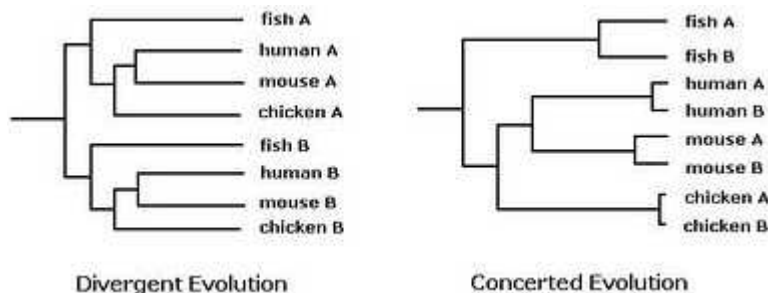 fish A
human A
mouse A
chicken A
fish B
human B
mouse B
chicken B
Divergent Evolution
fish A
fish B
human A
human B
mouse A
mouse B
chicken A
chicken B
Concerted Evolution